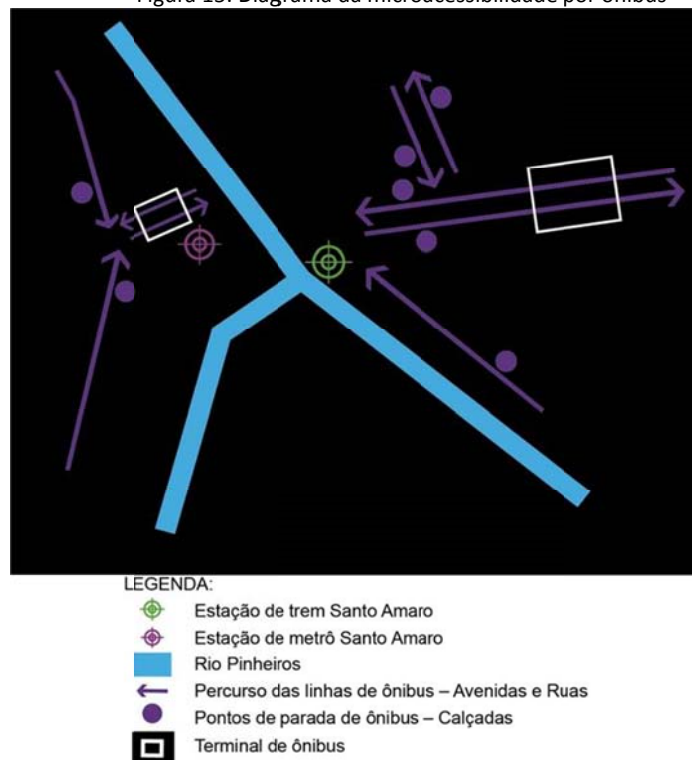 Figura 15: Diagrama da microacessibilidade por ônibus
LEGENDA:
Estação de trem Santo Amaro
Estação de metrô Santo Amaro
Rio Pinheiros
Percurso das linhas de ônibus – Avenidas e Ruas
Pontos de parada de ônibus – Calçadas
Terminal de ônibus